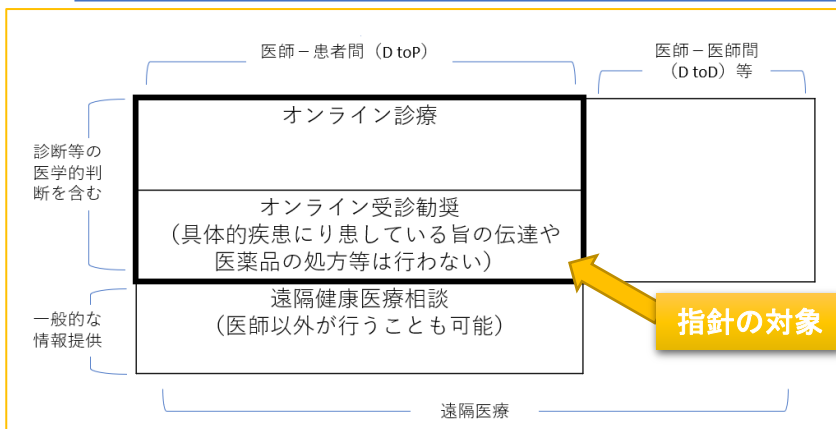 医師－患者間（D toP）
医師－医師間
（D toD）等
診断等の
医学的判
断を含む
オンライン診療
オンライン受診勧奨
（具体的疾患にり患している旨の伝達や
医薬品の処方等は行わない）
一般的な
情報提供
遠隔健康医療相談
（医師以外が行うことも可能）
指針の対象
遠隔医療